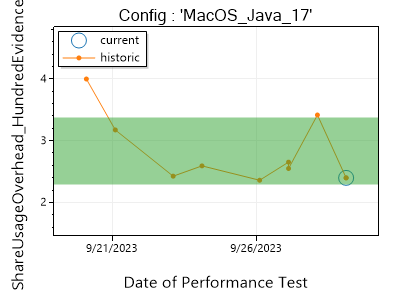 Config : 'MacOS_Java_17'
current
historic
ShareUsageOverhead_HundredEvidence
4
3
2
9/21/2023
9/26/2023
Date of Performance Test